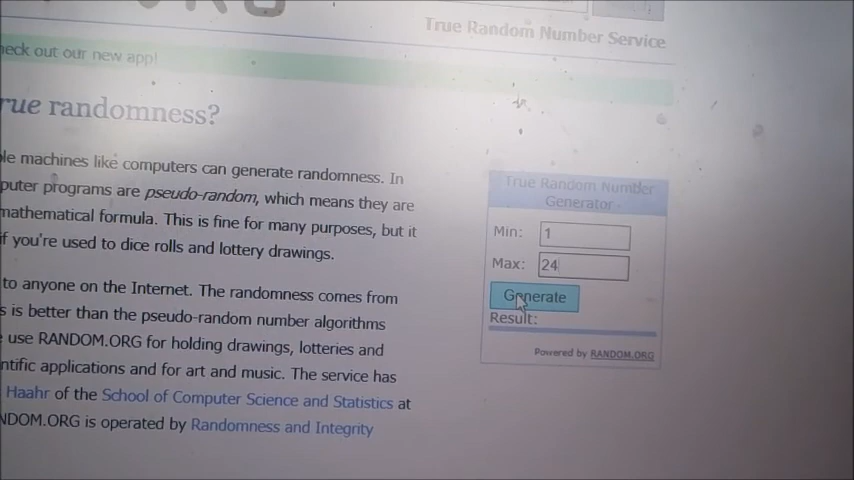 True Random Number Service
heck out our new app!
rue randomness?
le machines like computers can generate randomness. In
puter programs are pseudo-random, which means they are
mathematical formula. This is fine for many purposes, but it
if you're used to dice rolls and lottery drawings.
to anyone on the Internet. The randomness comes from
s is better than the pseudo-random number algorithms
use RANDOM.ORG for holding drawings, lotteries and
ntific applications and for art and music. The service has
Haahr of the School of Computer Science and Statistics at
NDOM.ORG is operated by Randomness and Integrity
True Random Number
Generator
Min: 1
Max: 24
Generate
Result:
Powered by RANDOM.ORG